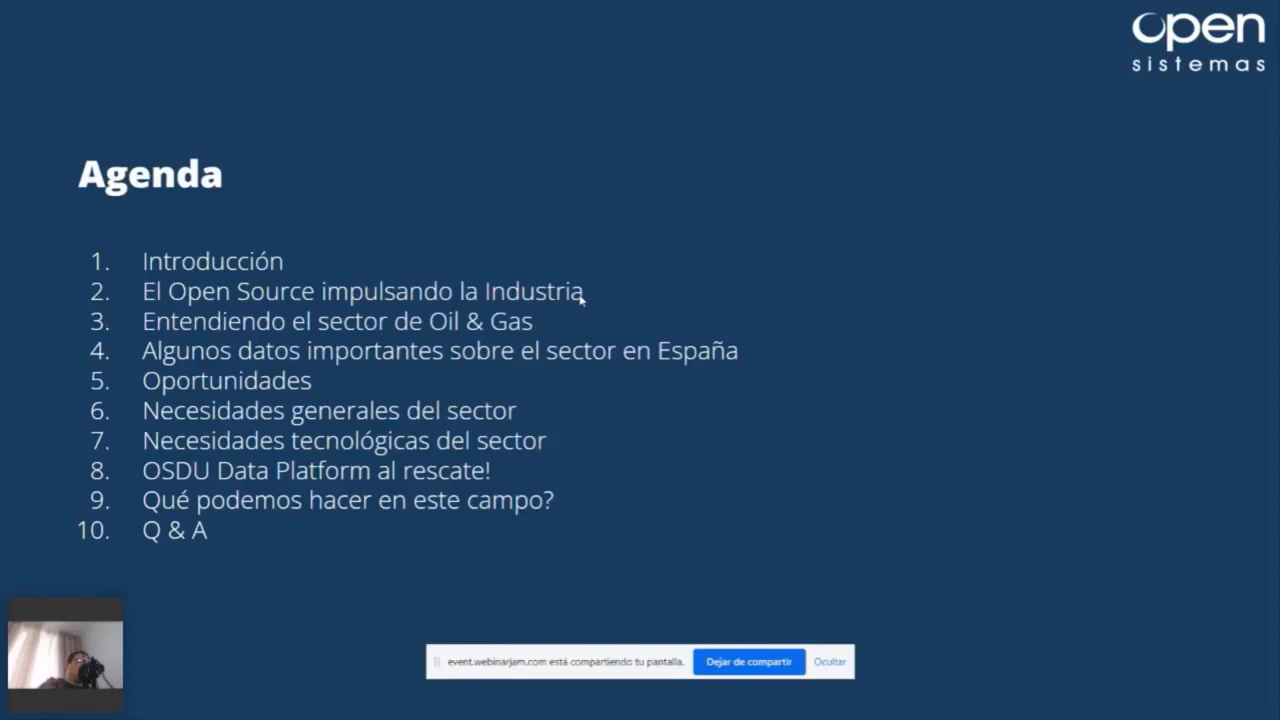 open
sistemas
Agenda
1. Introducción
2. El Open Source impulsando la Industria
3. Entendiendo el sector de Oil & Gas
4. Algunos datos importantes sobre el sector en España
5. Oportunidades
6. Necesidades generales del sector
7. Necesidades tecnológicas del sector
8. OSDU Data Platform al rescate!
9. Qué podemos hacer en este campo?
10. Q & A
event.webinarjam.com está compartiendo tu pantalla. Dejar de compartir Ocultar